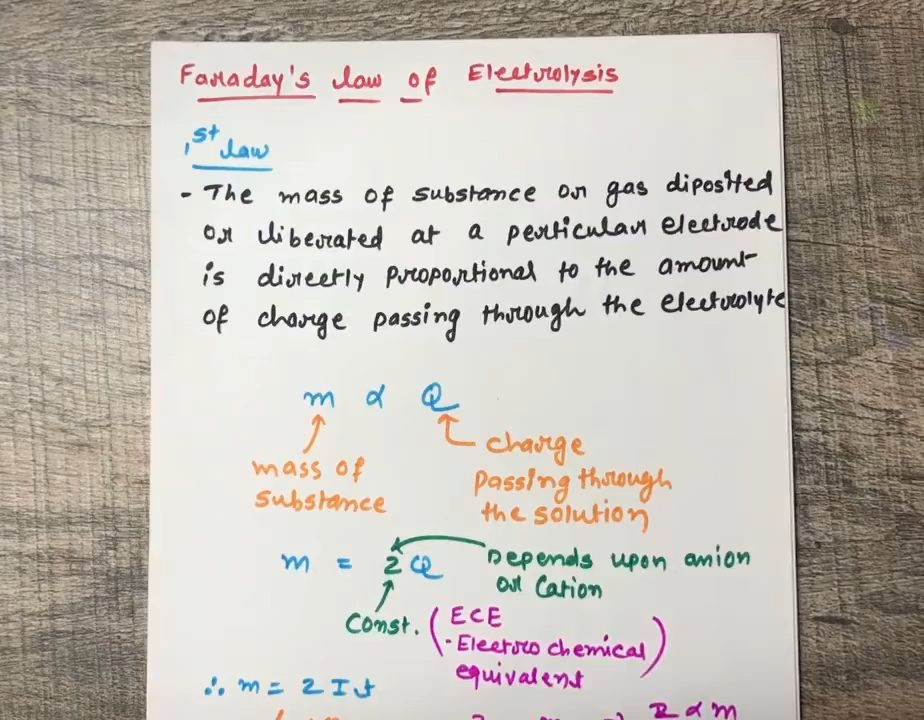 Faraday's law of Electrolysis
1st law
- The mass of substance or gas diposited
or liberated at a perticular electrode
is directly proportional to the amount
of charge passing through the electrolyte
m ∝ Q
mass of
substance
charge
passing through
the solution
m = Z Q
Depends upon anion
or Cation
Const. (ECE
- Electro chemical)
equivalent
∴ m = Z I t
Z ∝ m